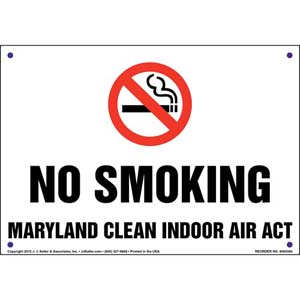 NO SMOKING
MARYLAND CLEAN INDOOR AIR ACT